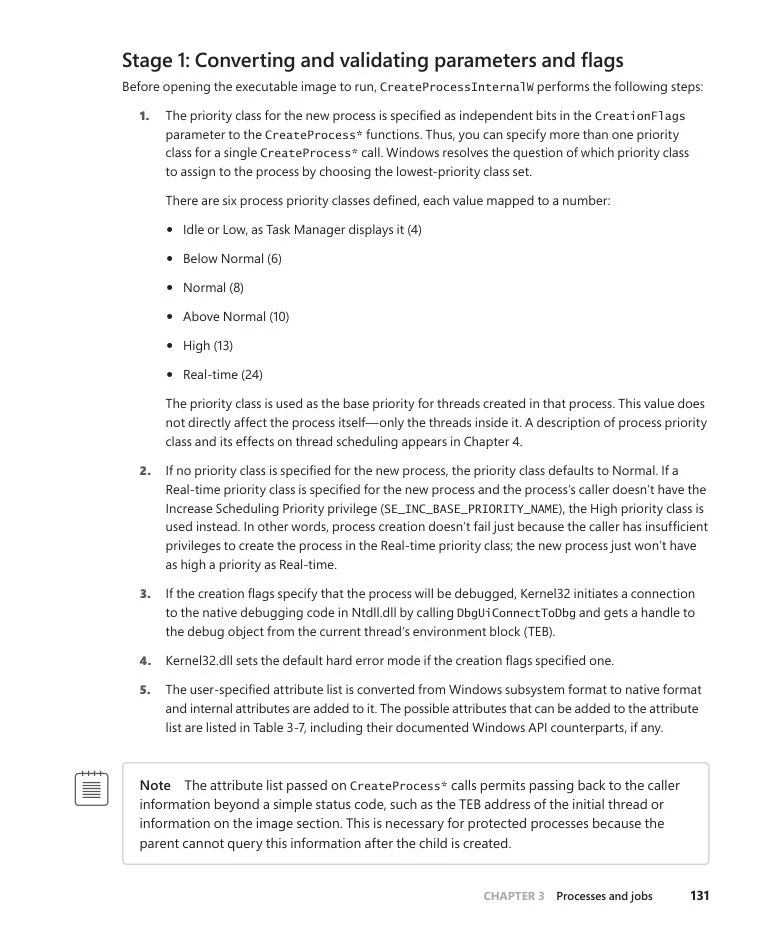 Stage 1: Converting and validating parameters and flags
Before opening the executable image to run, CreateProcessInternalW performs the following steps:
1. The priority class for the new process is specified as independent bits in the CreationFlags
parameter to the CreateProcess* functions. Thus, you can specify more than one priority
class for a single CreateProcess* call. Windows resolves the question of which priority class
to assign to the process by choosing the lowest-priority class set.
There are six process priority classes defined, each value mapped to a number:
• Idle or Low, as Task Manager displays it (4)
• Below Normal (6)
• Normal (8)
• Above Normal (10)
• High (13)
• Real-time (24)
The priority class is used as the base priority for threads created in that process. This value does
not directly affect the process itself—only the threads inside it. A description of process priority
class and its effects on thread scheduling appears in Chapter 4.
2. If no priority class is specified for the new process, the priority class defaults to Normal. If a
Real-time priority class is specified for the new process and the process's caller doesn't have the
Increase Scheduling Priority privilege (SE_INC_BASE_PRIORITY_NAME), the High priority class is
used instead. In other words, process creation doesn't fail just because the caller has insufficient
privileges to create the process in the Real-time priority class; the new process just won't have
as high a priority as Real-time.
3. If the creation flags specify that the process will be debugged, Kernel32 initiates a connection
to the native debugging code in Ntdll.dll by calling DbgUiConnectToDbg and gets a handle to
the debug object from the current thread's environment block (TEB).
4. Kernel32.dll sets the default hard error mode if the creation flags specified one.
5. The user-specified attribute list is converted from Windows subsystem format to native format
and internal attributes are added to it. The possible attributes that can be added to the attribute
list are listed in Table 3-7, including their documented Windows API counterparts, if any.
Note The attribute list passed on CreateProcess* calls permits passing back to the caller
information beyond a simple status code, such as the TEB address of the initial thread or
information on the image section. This is necessary for protected processes because the
parent cannot query this information after the child is created.
CHAPTER 3 Processes and jobs 131